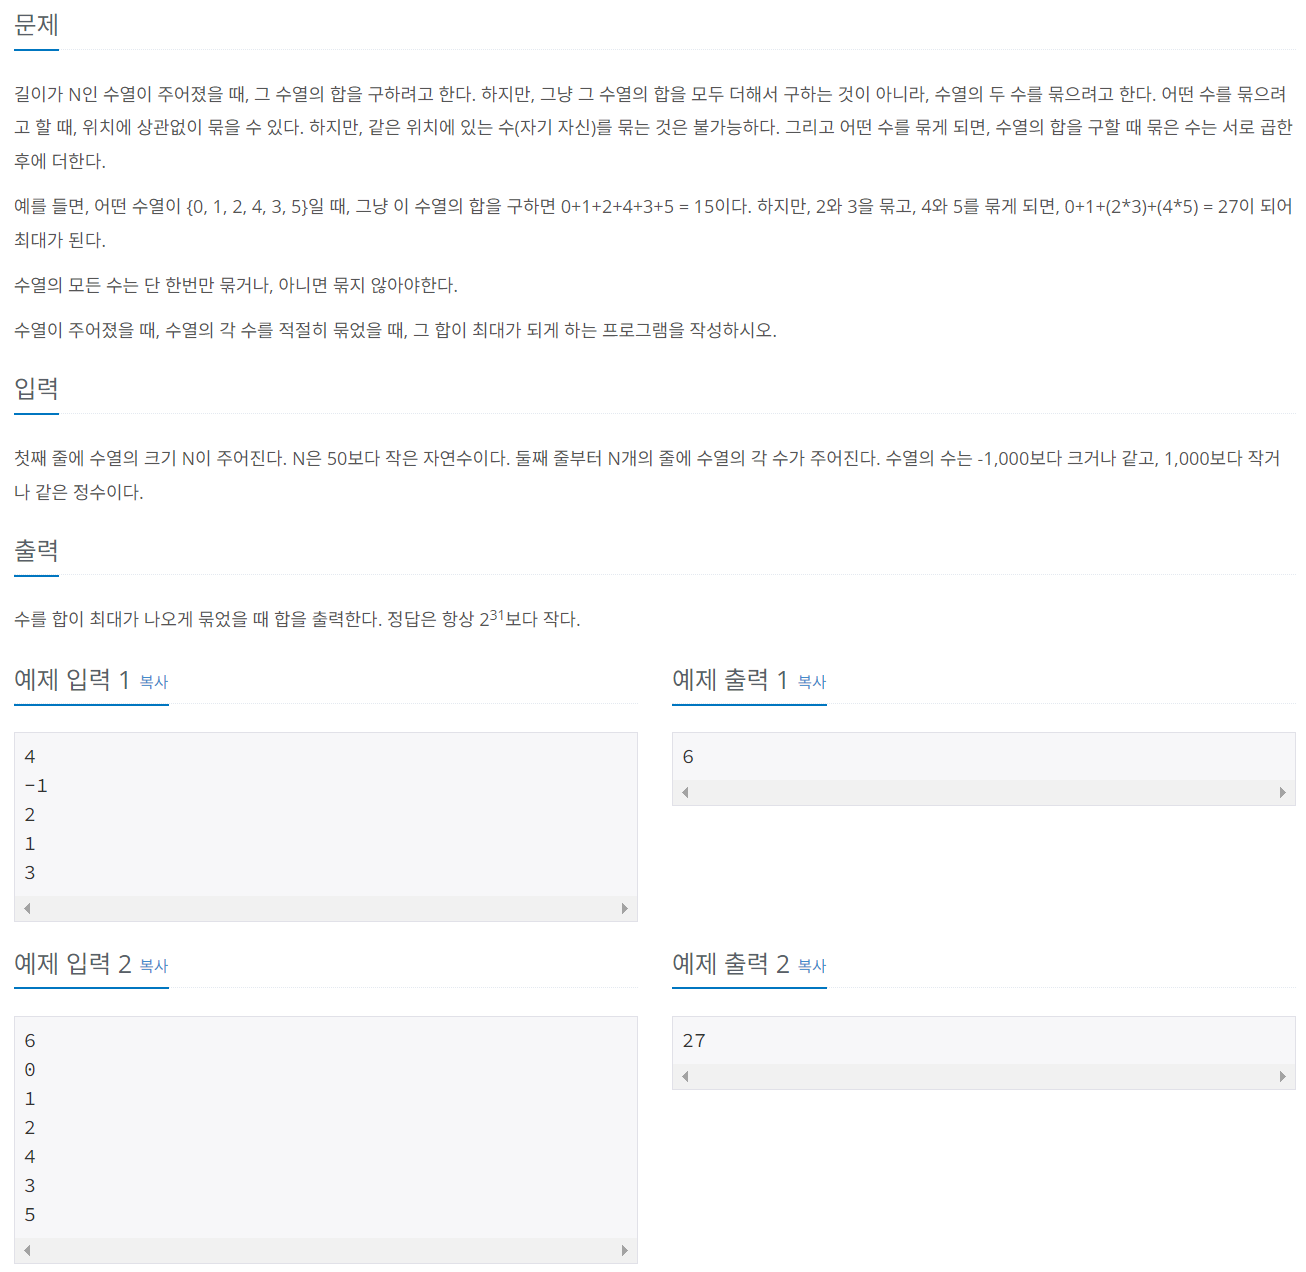 문제
길이가 N인 수열이 주어졌을 때, 그 수열의 합을 구하려고 한다. 하지만, 그냥 그 수열의 합을 모두 더해서 구하는 것이 아니라, 수열의 두 수를 묶으려고 한다. 어떤 수를 묶으려
고 할 때, 위치에 상관없이 묶을 수 있다. 하지만, 같은 위치에 있는 수(자기 자신)를 묶는 것은 불가능하다. 그리고 어떤 수를 묶게 되면, 수열의 합을 구할 때 묶은 수는 서로 곱한
후에 더한다.
예를 들면, 어떤 수열이 {0, 1, 2, 4, 3, 5}일 때, 그냥 이 수열의 합을 구하면 0+1+2+4+3+5 = 15이다. 하지만, 2와 3을 묶고, 4와 5를 묶게 되면, 0+1+(2*3)+(4*5) = 27이 되어
최대가 된다.
수열의 모든 수는 단 한번만 묶거나, 아니면 묶지 않아야한다.
수열이 주어졌을 때, 수열의 각 수를 적절히 묶었을 때, 그 합이 최대가 되게 하는 프로그램을 작성하시오.
입력
첫째 줄에 수열의 크기 N이 주어진다. N은 50보다 작은 자연수이다. 둘째 줄부터 N개의 줄에 수열의 각 수가 주어진다. 수열의 수는 -1,000보다 크거나 같고, 1,000보다 작거
나 같은 정수이다.
출력
수를 합이 최대가 나오게 묶었을 때 합을 출력한다. 정답은 항상 2³¹보다 작다.
예제 입력 1 복사
4
-1
2
1
3
예제 출력 1 복사
6
예제 입력 2 복사
6
0
1
2
4
3
5
예제 출력 2 복사
27